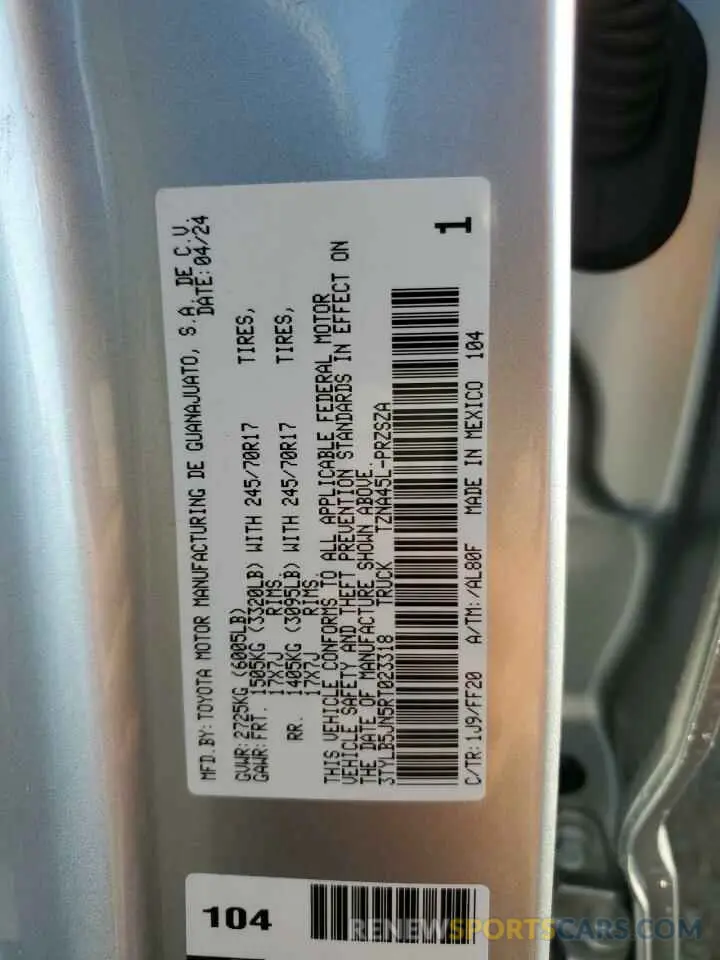 MFD.BY:TOYOTA MOTOR MANUFACTURING DE GUANAJUATO, S.A. DE C.V.
DATE:04/24
GVWR:2725KG (6005LB)
GAWR:FRT. 1505KG (3320LB) WITH 245/70R17 TIRES,
17X7J RIMS
RR. 1405KG (3095LB) WITH 245/70R17 TIRES,
17X7J RIMS
THIS VEHICLE CONFORMS TO ALL APPLICABLE FEDERAL MOTOR
VEHICLE SAFETY AND THEFT PREVENTION STANDARDS IN EFFECT ON
THE DATE OF MANUFACTURE SHOWN ABOVE.
3TYLB5JN5RT023318 TRUCK TZNA45L-PRZSZA
1
C/TR:1J9/FF20 A/TM:/AL80F MADE IN MEXICO 104
104
RENEWSPORTSCARS.COM